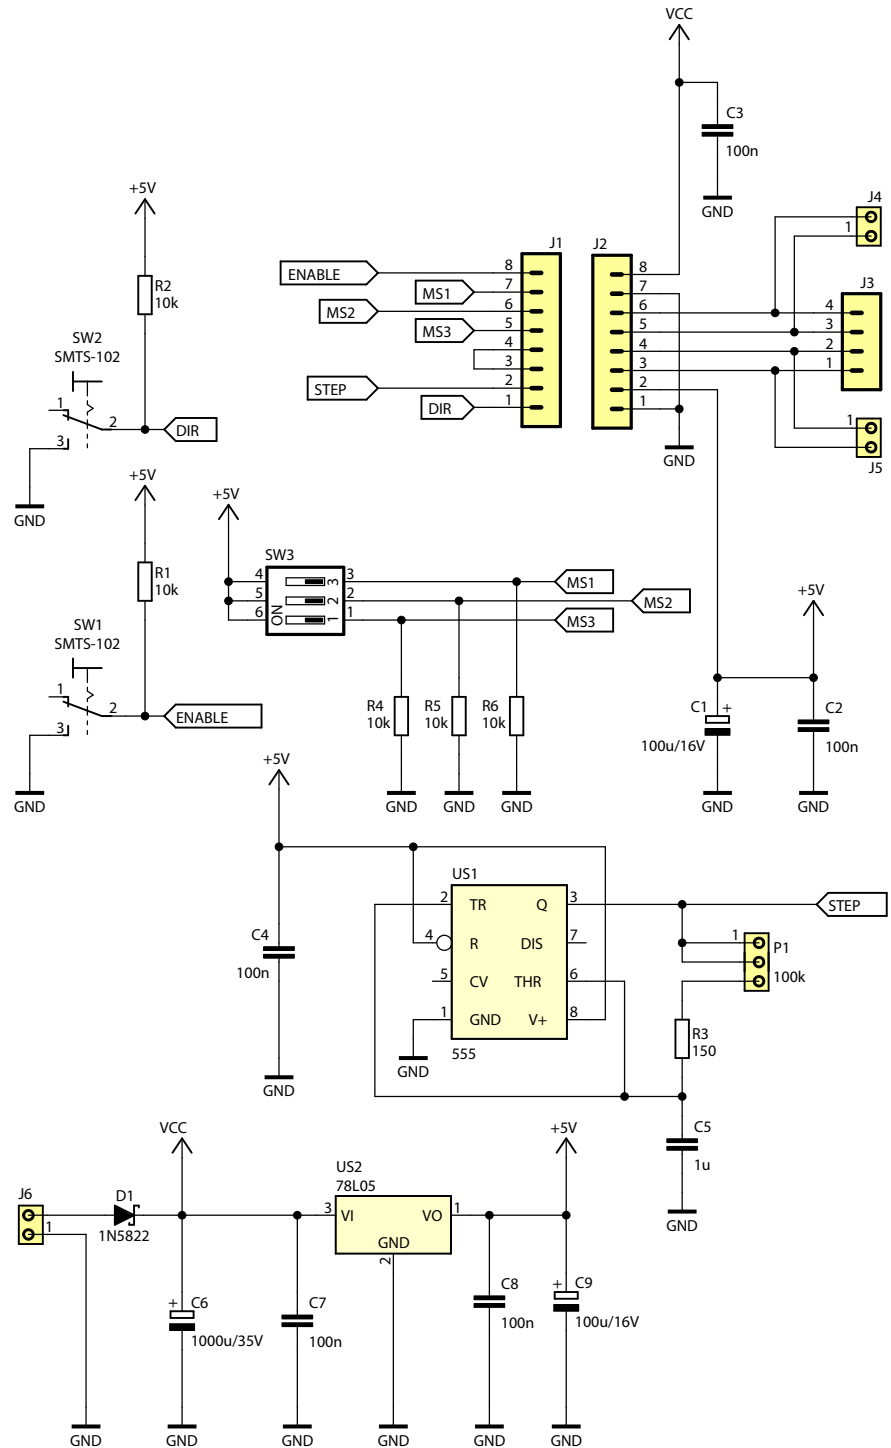 VCC
C3
100n
GND
+5V
R2
10k
SW2
SMTS-102
1
2
3
DIR
GND
J1
ENABLE
MS1
MS2
MS3
STEP
DIR
8
7
6
5
4
3
2
1
J2
8
7
6
5
4
3
2
1
GND
J4
1
J3
4
3
2
1
1
J5
+5V
R1
10k
SW1
SMTS-102
1
2
3
ENABLE
GND
+5V
SW3
4
5
6
ON
3
2
1
3
2
1
MS1
MS2
MS3
R4
10k
R5
10k
R6
10k
GND
GND
GND
+5V
C1
+
100u/16V
C2
100n
GND
GND
+5V
C4
100n
GND
US1
2
TR
Q
3
4
R
DIS
7
5
CV
THR
6
1
GND
V+
8
555
GND
STEP
1
P1
100k
R3
150
C5
1u
GND
J6
1
D1
1N5822
VCC
US2
78L05
3
VI
VO
1
GND
2
+5V
+
C6
1000u/35V
C7
100n
C8
100n
+
C9
100u/16V
GND
GND
GND
GND
GND
GND